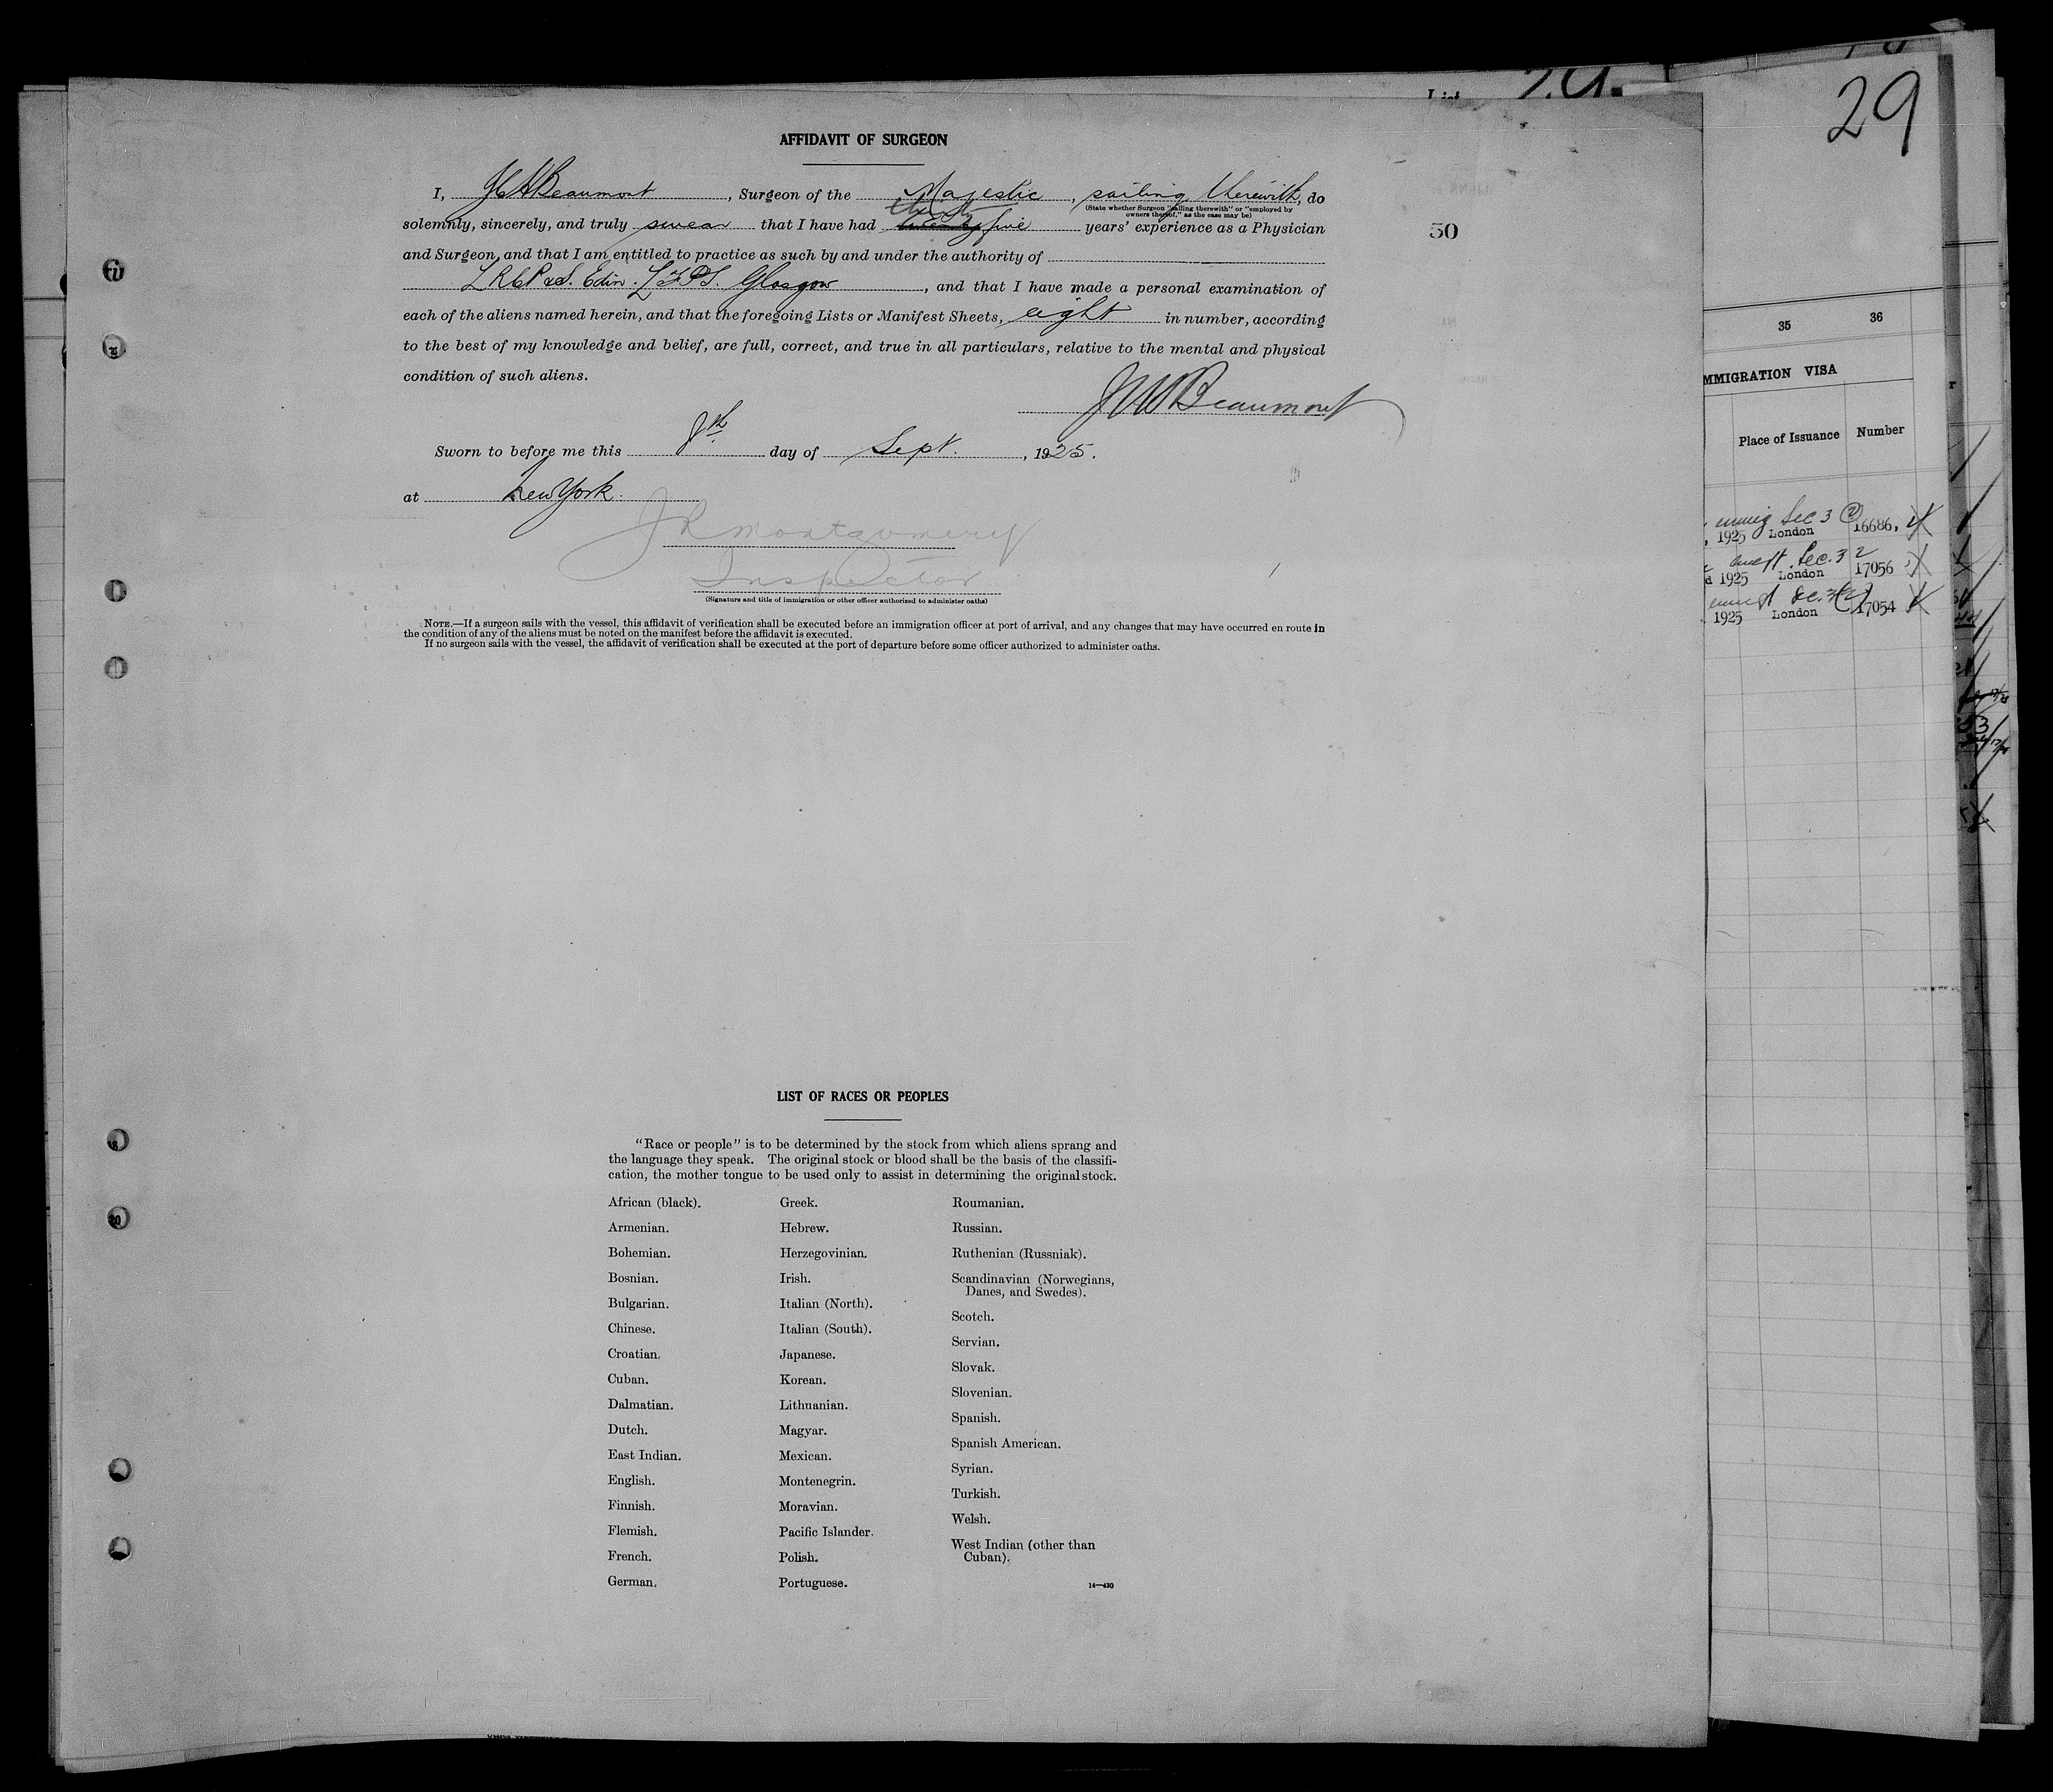 29
AFFIDAVIT OF SURGEON
I, Beaumont, Surgeon of the Majestic, sailing therewith, do
(State whether Surgeon "sailing therewith" or "employed by
owners thereof," as the case may be)
solemnly, sincerely, and truly swear that I have had thirty five years' experience as a Physician
50
and Surgeon, and that I am entitled to practice as such by and under the authority of
LRCP&S. Edin. LFPS. Glasgow, and that I have made a personal examination of
each of the aliens named herein, and that the foregoing Lists or Manifest Sheets, eight in number, according
to the best of my knowledge and belief, are full, correct, and true in all particulars, relative to the mental and physical
condition of such aliens.
Beaumont
Sworn to before me this 8th day of Sept., 1925.
at New York.
JR Montgomery
Inspector
(Signature and title of immigration or other officer authorized to administer oaths)
NOTE.—If a surgeon sails with the vessel, this affidavit of verification shall be executed before an immigration officer at port of arrival, and any changes that may have occurred en route in
the condition of any of the aliens must be noted on the manifest before the affidavit is executed.
If no surgeon sails with the vessel, the affidavit of verification shall be executed at the port of departure before some officer authorized to administer oaths.
LIST OF RACES OR PEOPLES
"Race or people" is to be determined by the stock from which aliens sprang and
the language they speak. The original stock or blood shall be the basis of the classifi-
cation, the mother tongue to be used only to assist in determining the original stock.
African (black).
Armenian.
Bohemian.
Bosnian.
Bulgarian.
Chinese.
Croatian.
Cuban.
Dalmatian.
Dutch.
East Indian.
English.
Finnish.
Flemish.
French.
German.
Greek.
Hebrew.
Herzegovinian.
Irish.
Italian (North).
Italian (South).
Japanese.
Korean.
Lithuanian.
Magyar.
Mexican.
Montenegrin.
Moravian.
Pacific Islander.
Polish.
Portuguese.
Roumanian.
Russian.
Ruthenian (Russniak).
Scandinavian (Norwegians,
Danes, and Swedes).
Scotch.
Servian.
Slovak.
Slovenian.
Spanish.
Spanish American.
Syrian.
Turkish.
Welsh.
West Indian (other than
Cuban).
14—430
35 36
MMIGRATION VISA
Place of Issuance Number
Sec 3 (2)
1925 London 16686,
Sec. 3 2
1925 London 17056
1925 London 17054